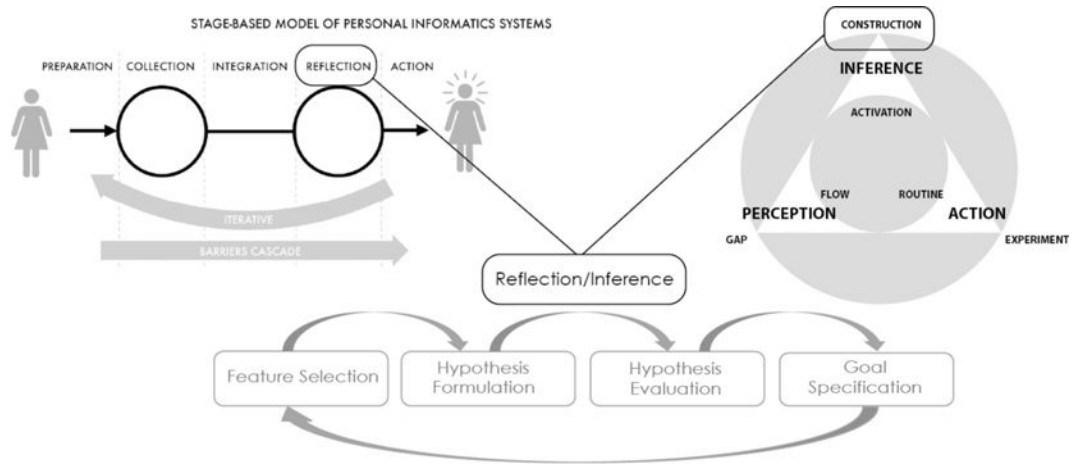 STAGE-BASED MODEL OF PERSONAL INFORMATICS SYSTEMS
PREPARATION
COLLECTION
INTEGRATION
REFLECTION
ACTION
ITERATIVE
BARRIERS CASCADE
CONSTRUCTION
INFERENCE
ACTIVATION
FLOW
ROUTINE
PERCEPTION
ACTION
GAP
EXPERIMENT
Reflection/Inference
Feature Selection
Hypothesis
Formulation
Hypothesis
Evaluation
Goal
Specification